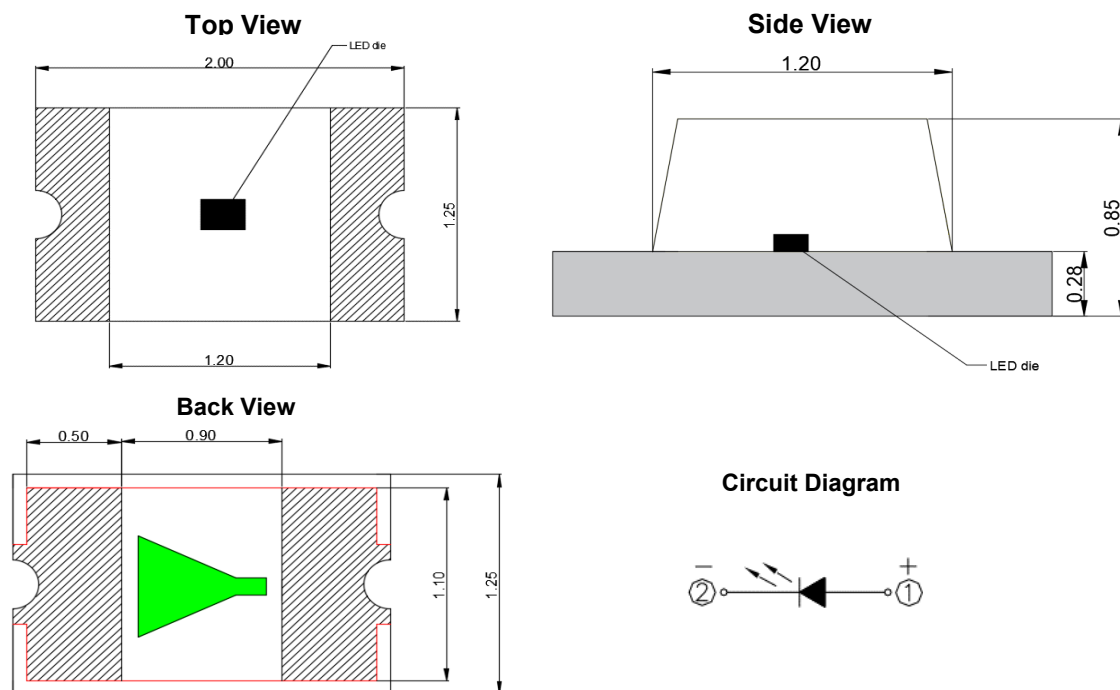 Top View
LED die
2.00
1.25
1.20
Side View
1.20
0.85
0.28
LED die
Back View
0.50
0.90
1.10
1.25
Circuit Diagram
− +
2 1